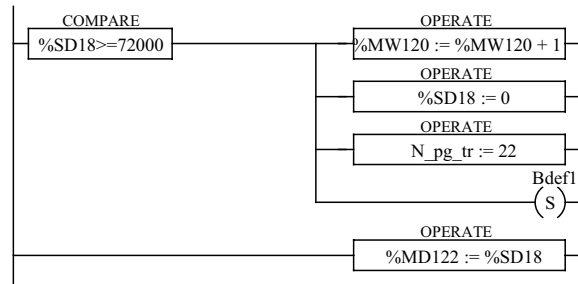 COMPARE
OPERATE
%SD18>=72000
%MW120 := %MW120 + 1
OPERATE
%SD18 := 0
OPERATE
N_pg_tr := 22
Bdef1
S
OPERATE
%MD122 := %SD18